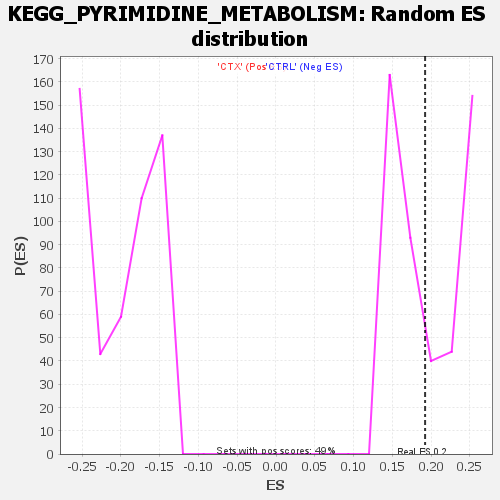 KEGG_PYRIMIDINE_METABOLISM: Random ES
distribution
'CTX' (Pos 'CTRL' (Neg ES)
P(ES)
170
160
150
140
130
120
110
100
90
80
70
60
50
40
30
20
10
0
Sets with pos scores: 49%
Real ES 0.2
-0.25 -0.20 -0.15 -0.10 -0.05 0.00 0.05 0.10 0.15 0.20 0.25
ES